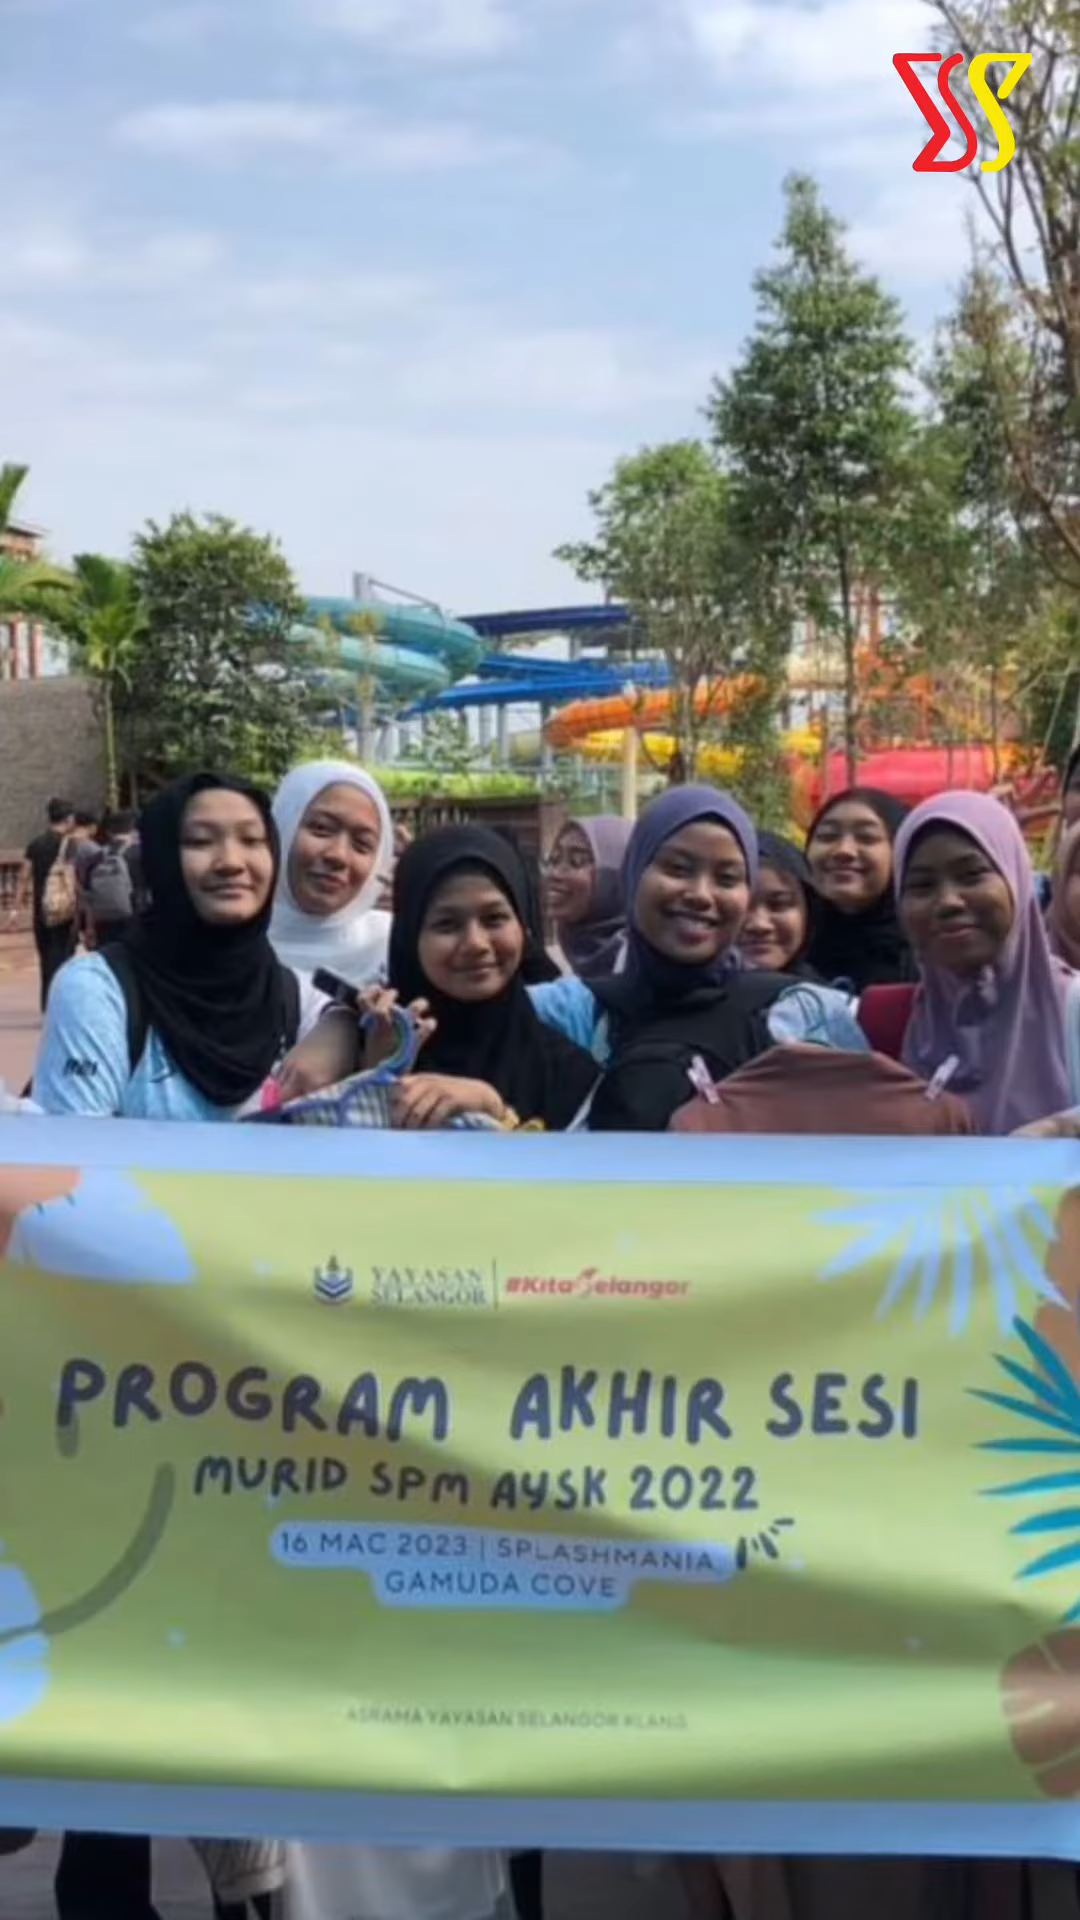 YAYASAN
SELANGOR
#KitaSelangor
PROGRAM AKHIR SESI
MURID SPM AYSK 2022
16 MAC 2023 | SPLASHMANIA,
GAMUDA COVE
ASRAMA YAYASAN SELANGOR KLANG